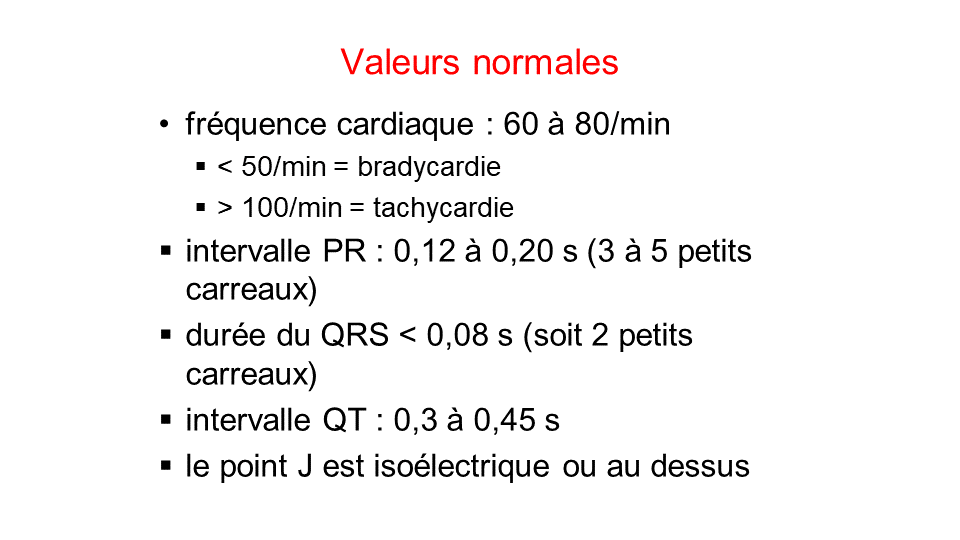 Valeurs normales
• fréquence cardiaque : 60 à 80/min
▪ < 50/min = bradycardie
▪ > 100/min = tachycardie
▪ intervalle PR : 0,12 à 0,20 s (3 à 5 petits
carreaux)
▪ durée du QRS < 0,08 s (soit 2 petits
carreaux)
▪ intervalle QT : 0,3 à 0,45 s
▪ le point J est isoélectrique ou au dessus